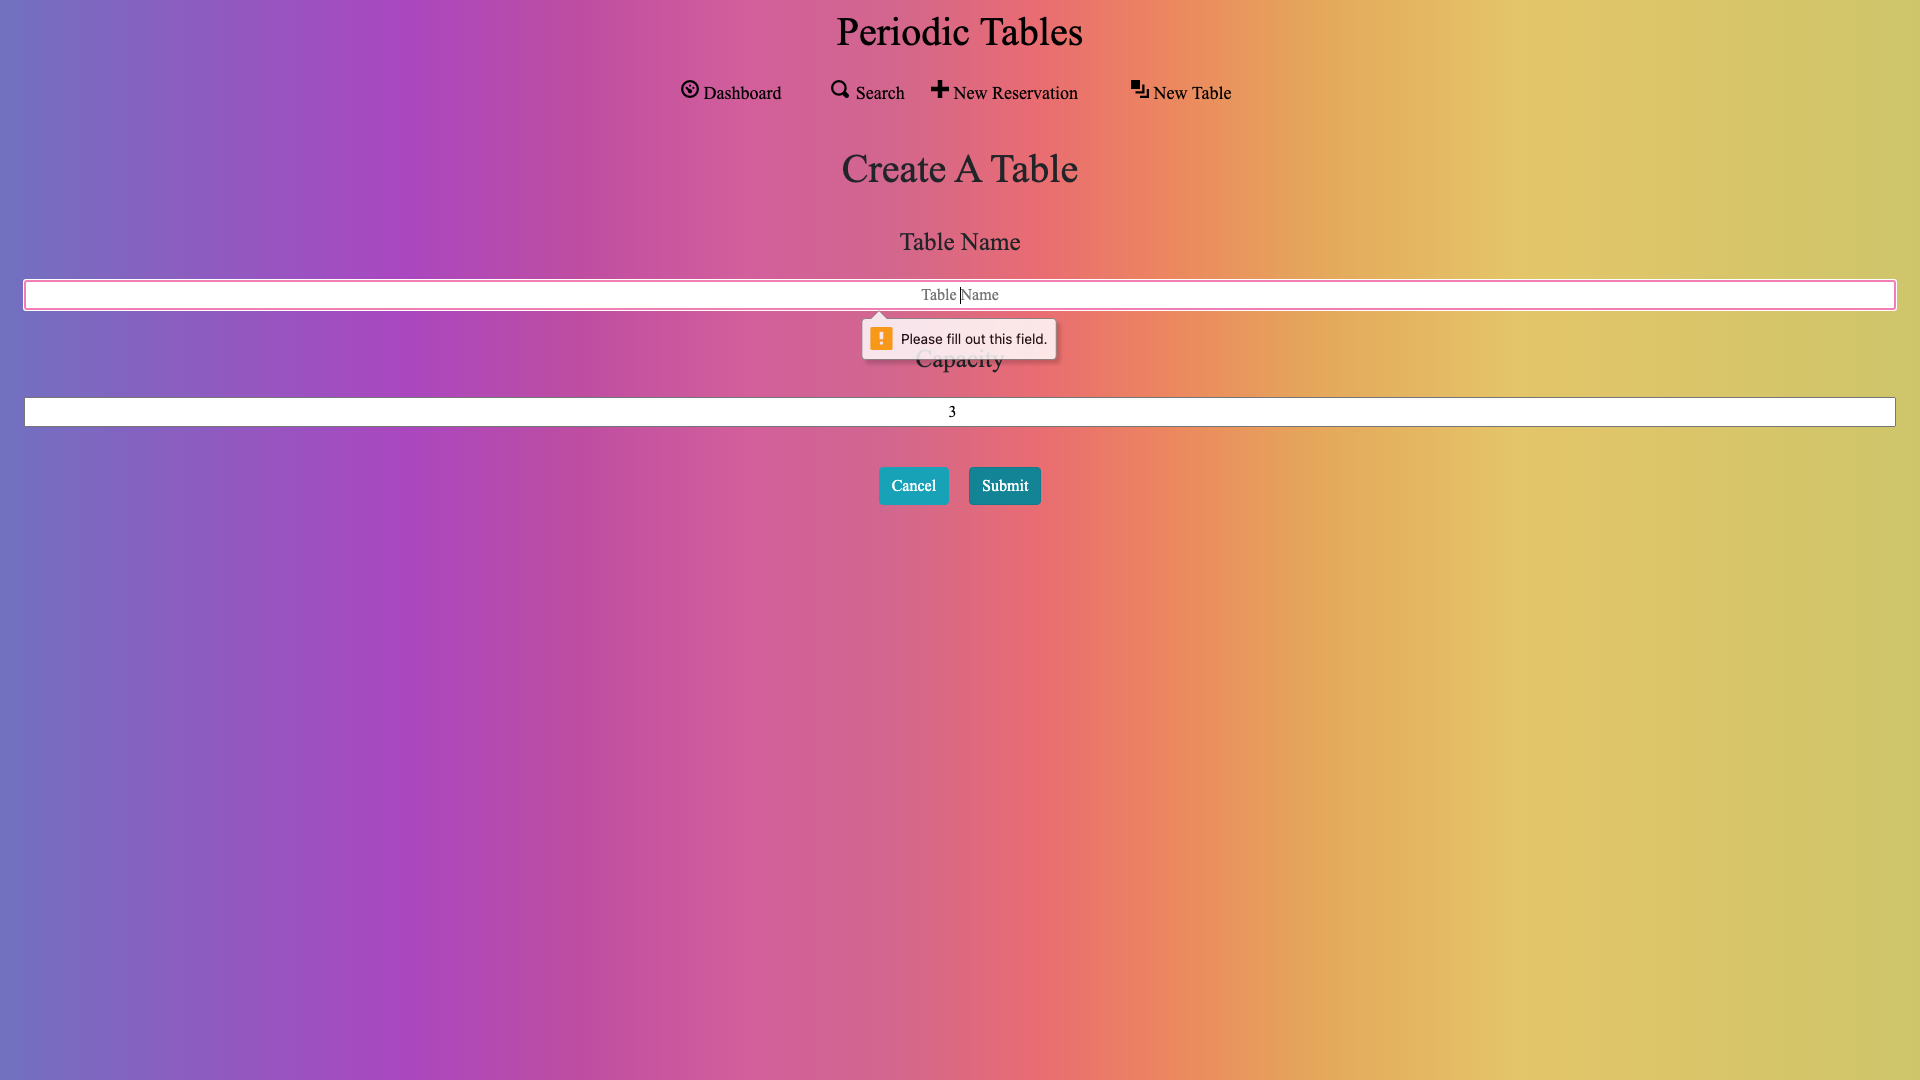 Periodic Tables
Dashboard
Search
New Reservation
New Table
Create A Table
Table Name
Table Name
Please fill out this field.
Capacity
3
Cancel
Submit